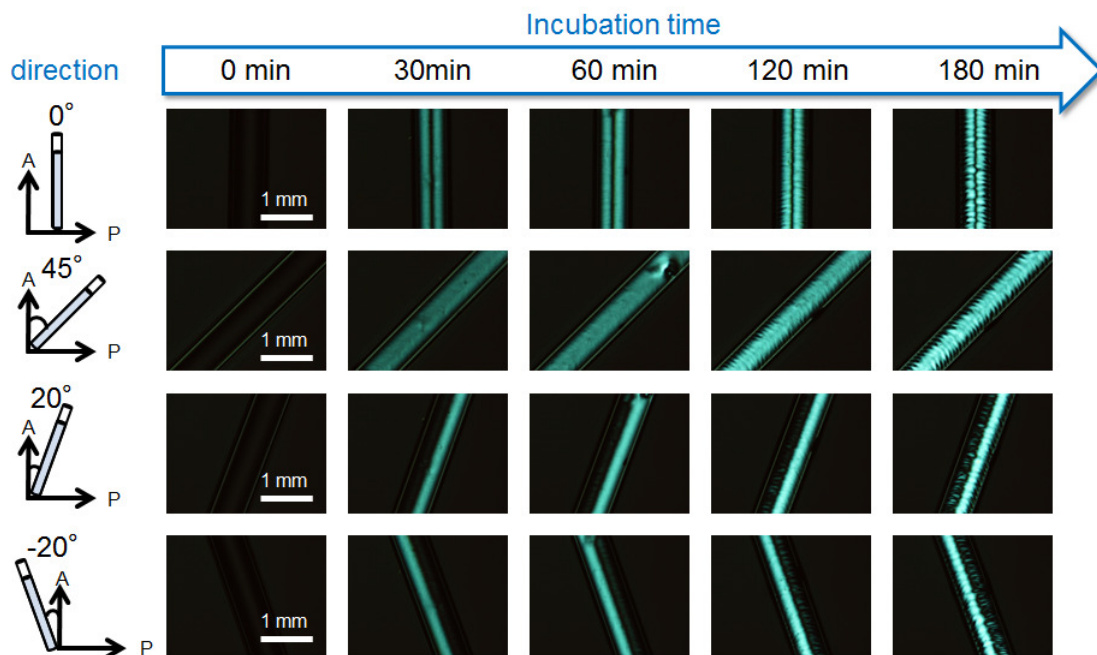 Incubation time
direction
0 min
30min
60 min
120 min
180 min
0°
A
P
1 mm
45°
A
P
1 mm
20°
A
P
1 mm
-20°
A
P
1 mm